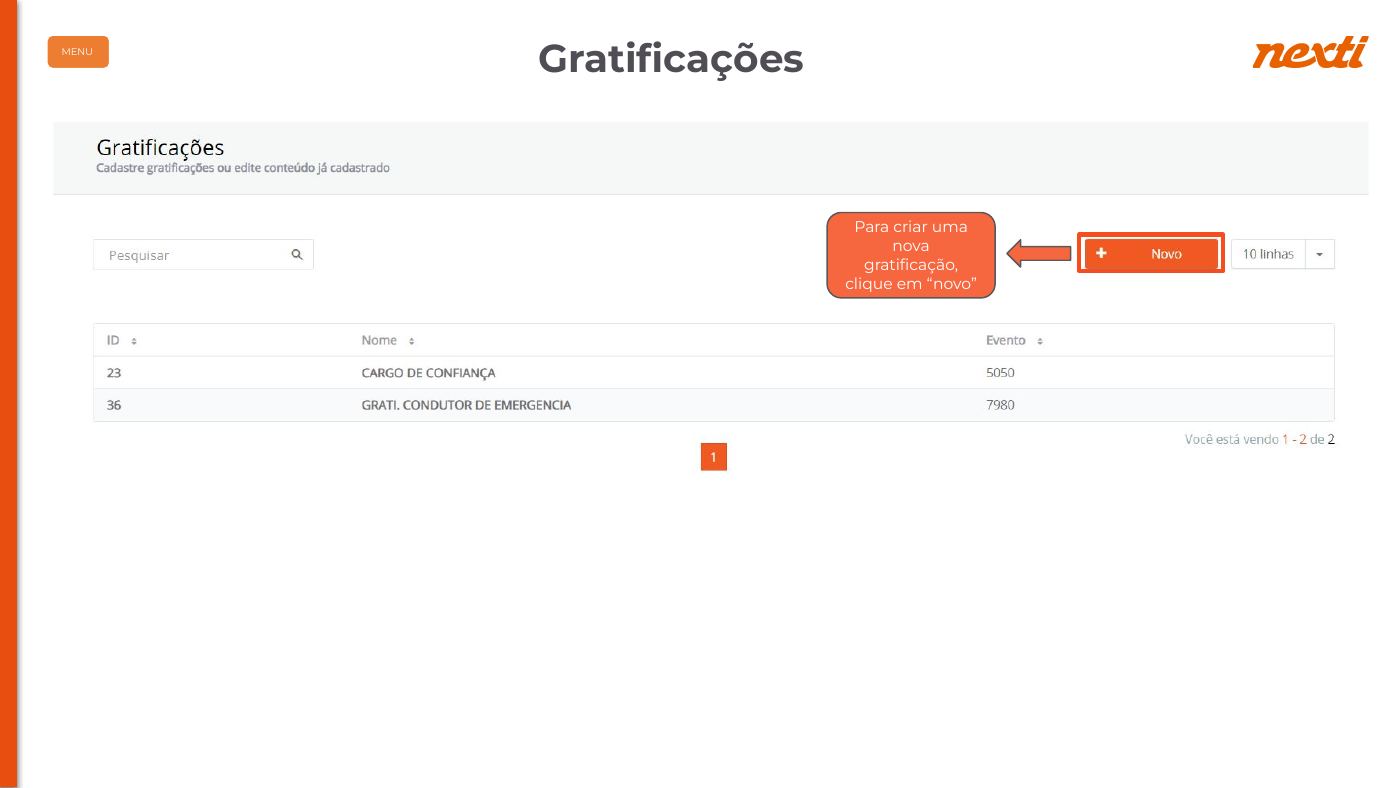 MENU
Gratificações
nexti
Gratificações
Cadastre gratificações ou edite conteúdo já cadastrado
Pesquisar
Para criar uma
nova
gratificação,
clique em “novo”
Novo
10 linhas
ID Nome Evento
23 CARGO DE CONFIANÇA 5050
36 GRATI. CONDUTOR DE EMERGENCIA 7980
Você está vendo 1 - 2 de 2
1